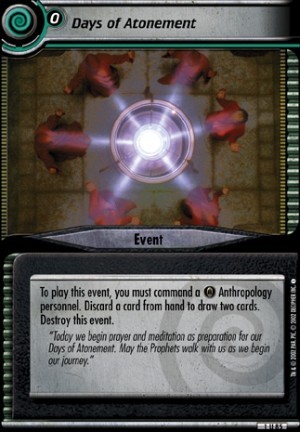 0 Days of Atonement
Event
To play this event, you must command a Anthropology
personnel. Discard a card from hand to draw two cards.
Destroy this event.
"Today we begin prayer and meditation as preparation for our
Days of Atonement. May the Prophets walk with us as we begin
our journey."
1 U 85